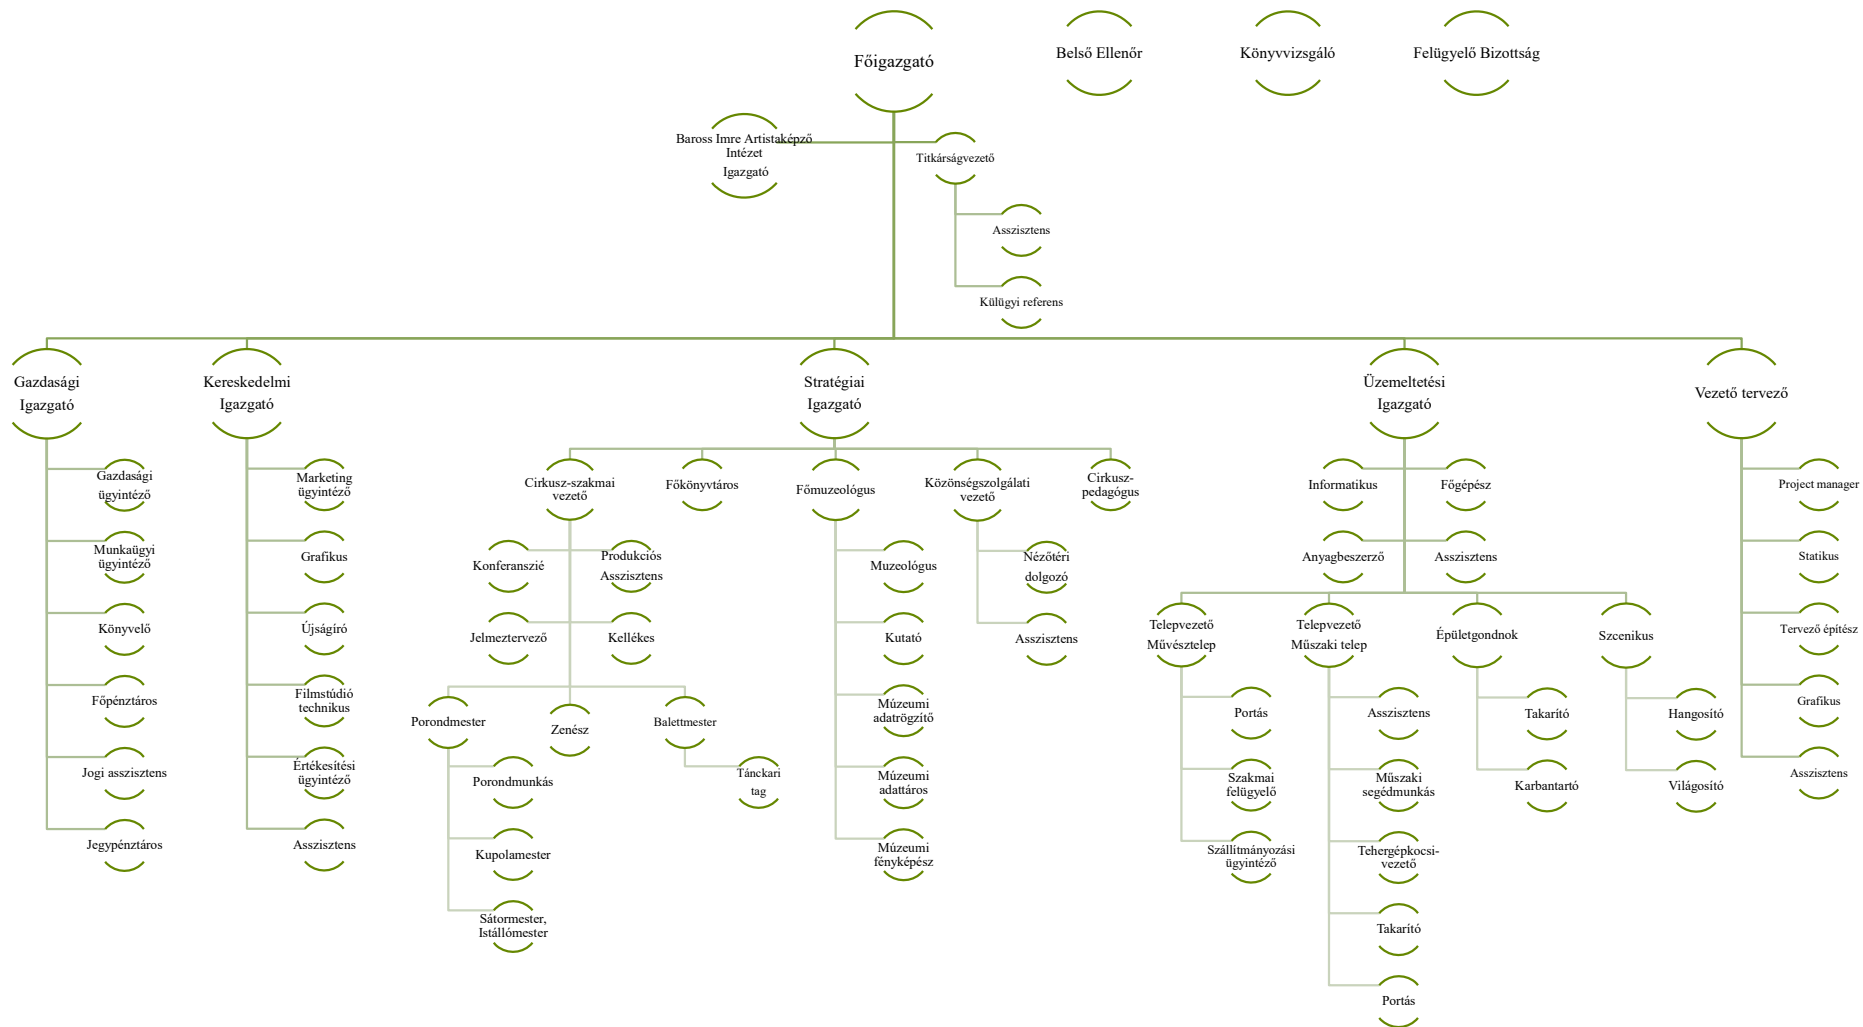 Főigazgató
Belső Ellenőr
Könyvvizsgáló
Felügyelő Bizottság
Baross Imre Artistaképző
Intézet
Igazgató
Titkárságvezető
Asszisztens
Külügyi referens
Gazdasági
Igazgató
Gazdasági
ügyintéző
Munkaügyi
ügyintéző
Könyvelő
Főpénztáros
Jogi asszisztens
Jegypénztáros
Kereskedelmi
Igazgató
Marketing
ügyintéző
Grafikus
Újságíró
Filmstúdió
technikus
Értékesítési
ügyintéző
Asszisztens
Stratégiai
Igazgató
Cirkusz-szakmai
vezető
Konferanszié
Produkciós
Asszisztens
Jelmeztervező
Kellékes
Porondmester
Porondmunkás
Kupolamester
Sátormester,
Istállómester
Zenész
Balettmester
Tánckari
tag
Főkönyvtáros
Főmuzeológus
Muzeológus
Kutató
Múzeumi
adatrögzítő
Múzeumi
adattáros
Múzeumi
fényképész
Közönségszolgálati
vezető
Nézőtéri
dolgozó
Asszisztens
Cirkusz-
pedagógus
Üzemeltetési
Igazgató
Informatikus
Főgépész
Anyagbeszerző
Asszisztens
Telepvezető
Művésztelep
Portás
Szakmai
felügyelő
Szállítmányozási
ügyintéző
Telepvezető
Műszaki telep
Asszisztens
Műszaki
segédmunkás
Tehergépkocsi-
vezető
Takarító
Portás
Épületgondnok
Takarító
Karbantartó
Szcenikus
Hangosító
Világosító
Vezető tervező
Project manager
Statikus
Tervező építész
Grafikus
Asszisztens